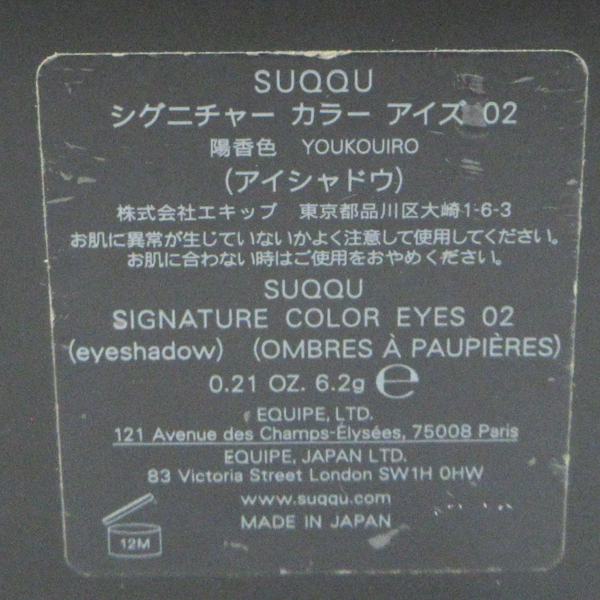 SUQQU
シグニチャー カラー アイズ 02
陽香色 YOUKOUIRO
(アイシャドウ)
株式会社エキップ 東京都品川区大崎1-6-3
お肌に異常が生じていないかよく注意して使用してください。
お肌に合わない時はご使用をおやめください。
SUQQU
SIGNATURE COLOR EYES 02
(eyeshadow) (OMBRES À PAUPIÈRES)
0.21 OZ. 6.2g ℮
EQUIPE, LTD.
121 Avenue des Champs-Élysées, 75008 Paris
EQUIPE, JAPAN LTD.
83 Victoria Street London SW1H 0HW
www.suqqu.com
MADE IN JAPAN
12M